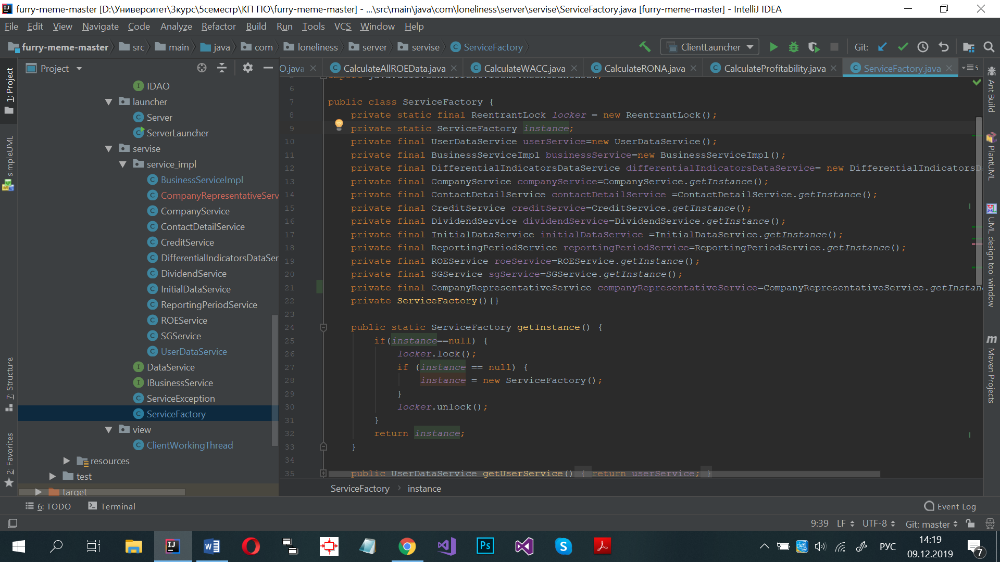 furry-meme-master [D:\Университет\3курс\5семестр\КП ПО\furry-meme-master] - ...\src\main\java\com\loneliness\server\servise\ServiceFactory.java [furry-meme-master] - IntelliJ IDEA
File Edit View Navigate Code Analyze Refactor Build Run Tools VCS Window Help
furry-meme-master src main java com loneliness server servise ServiceFactory ClientLauncher Git:
1: Project
simpleUML
7: Structure
2: Favorites
Project
IDAO
launcher
Server
ServerLauncher
servise
service_impl
BusinessServiceImpl
CompanyRepresentativeServ
CompanyService
ContactDetailService
CreditService
DifferentialIndicatorsDataSer
DividendService
InitialDataService
ReportingPeriodService
ROEService
SGService
UserDataService
DataService
IBusinessService
ServiceException
ServiceFactory
view
ClientWorkingThread
resources
test
target
O.java CalculateAllROEData.java CalculateWACC.java CalculateRONA.java CalculateProfitability.java ServiceFactory.java 5
import java.util.concurrent.locks.ReentrantLock;
6
7 public class ServiceFactory {
8 private static final ReentrantLock locker = new ReentrantLock();
9 private static ServiceFactory instance;
10 private final UserDataService userService=new UserDataService();
11 private final BusinessServiceImpl businessService=new BusinessServiceImpl();
12 private final DifferentialIndicatorsDataService differentialIndicatorsDataService= new DifferentialIndicatorsD
13 private final CompanyService companyService=CompanyService.getInstance();
14 private final ContactDetailService contactDetailService =ContactDetailService.getInstance();
15 private final CreditService creditService=CreditService.getInstance();
16 private final DividendService dividendService=DividendService.getInstance();
17 private final InitialDataService initialDataService =InitialDataService.getInstance();
18 private final ReportingPeriodService reportingPeriodService=ReportingPeriodService.getInstance();
19 private final ROEService roeService=ROEService.getInstance();
20 private final SGService sgService=SGService.getInstance();
21 private final CompanyRepresentativeService companyRepresentativeService=CompanyRepresentativeService.getInstan
22 private ServiceFactory(){}
23
24 public static ServiceFactory getInstance() {
25 if(instance==null) {
26 locker.lock();
27 if (instance == null) {
28 instance = new ServiceFactory();
29 }
30 locker.unlock();
31 }
32 return instance;
33 }
34
35 public UserDataService getUserService() { return userService; }
ServiceFactory instance
Ant Build
PlantUML
UML design tool window
Maven Projects
6: TODO Terminal Event Log
9:39 LF UTF-8 Git: master
РУС 14:19
09.12.2019 7